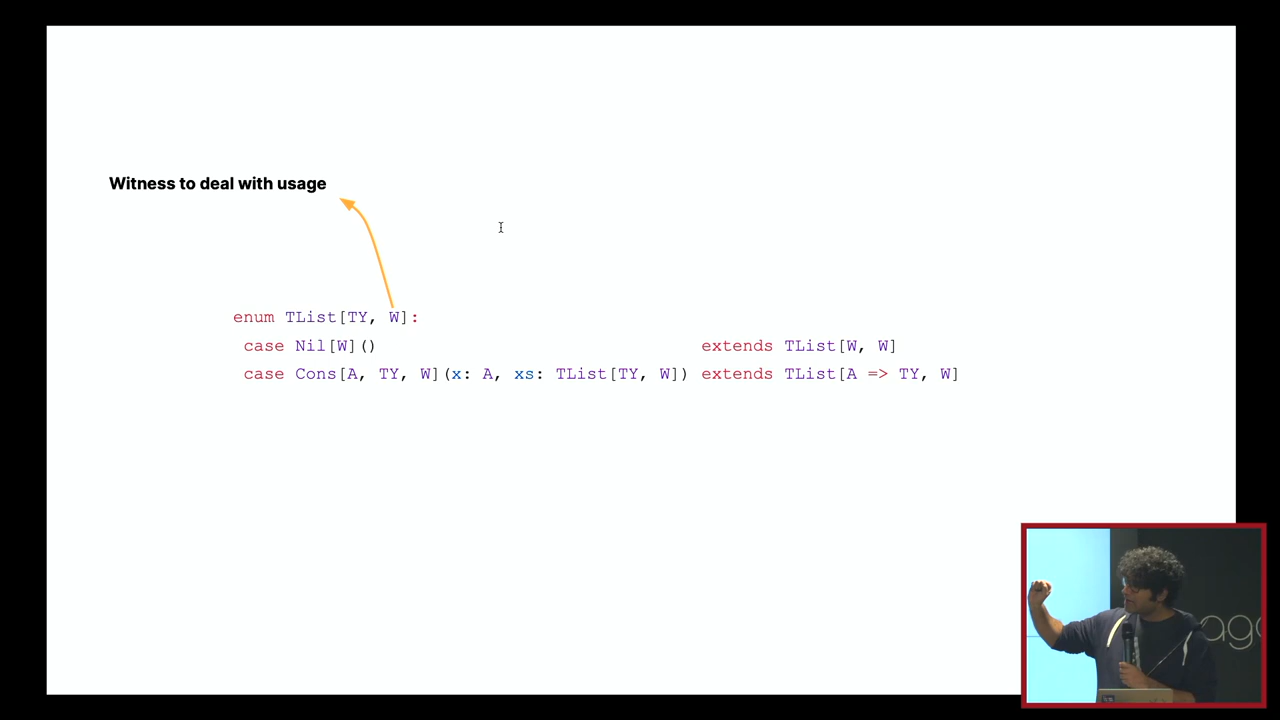 Witness to deal with usage
enum TList[TY, W]:
case Nil[W]() extends TList[W, W]
case Cons[A, TY, W](x: A, xs: TList[TY, W]) extends TList[A => TY, W]
ago